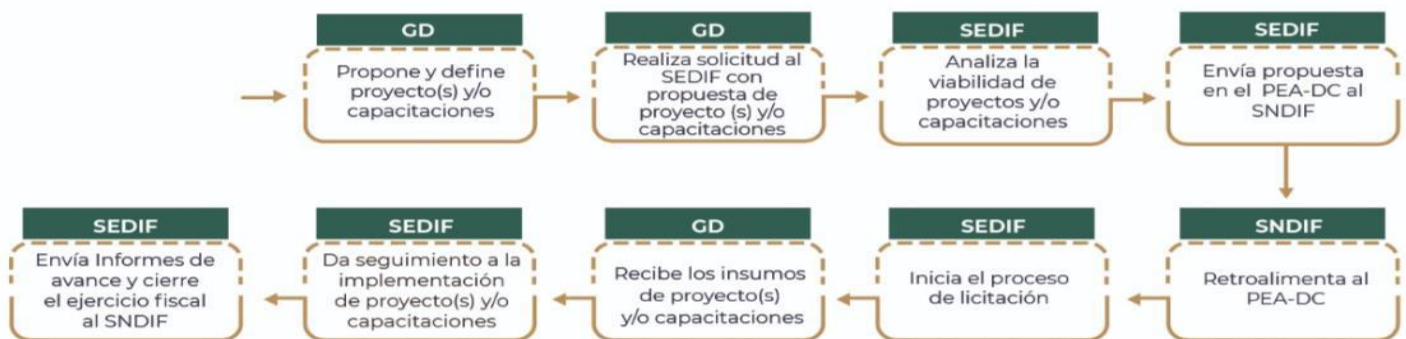 GD
Propone y define
proyecto(s) y/o
capacitaciones
GD
Realiza solicitud al
SEDIF con
propuesta de
proyecto (s) y/o
capacitaciones
SEDIF
Analiza la
viabilidad de
proyectos y/o
capacitaciones
SEDIF
Envía propuesta
en el PEA-DC al
SNDIF
SNDIF
Retroalimenta al
PEA-DC
SEDIF
Inicia el proceso
de licitación
GD
Recibe los insumos
de proyecto(s)
y/o capacitaciones
SEDIF
Da seguimiento a la
implementación
de proyecto(s) y/o
capacitaciones
SEDIF
Envía Informes de
avance y cierre
el ejercicio fiscal
al SNDIF